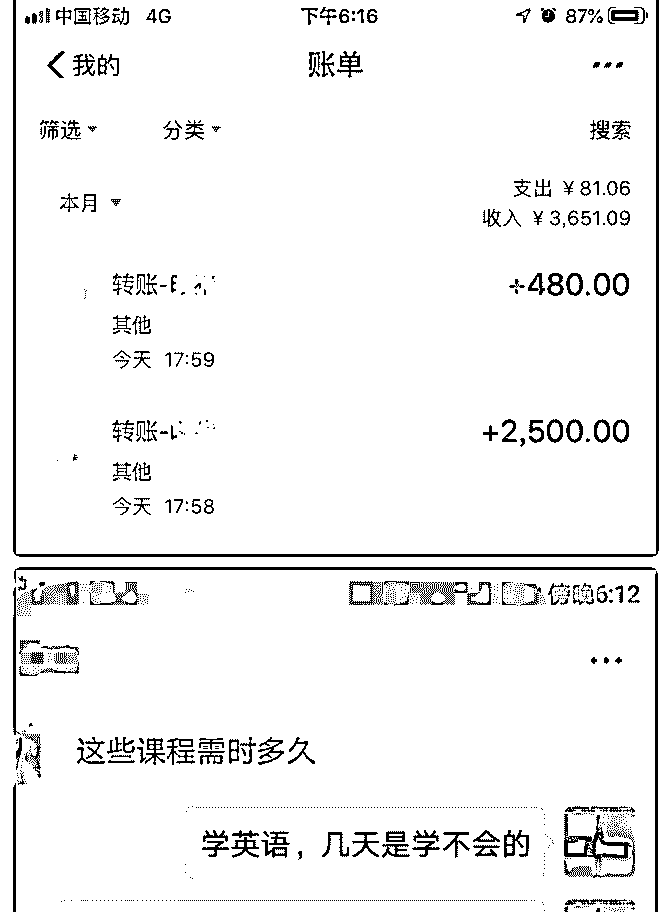 中国移动 4G 下午6:16 87%
我的 账单
筛选 分类 搜索
本月 支出 ¥81.06
收入 ¥3,651.09
转账- +480.00
其他
今天 17:59
转账- +2,500.00
其他
今天 17:58
傍晚6:12
这些课程需时多久
学英语，几天是学不会的